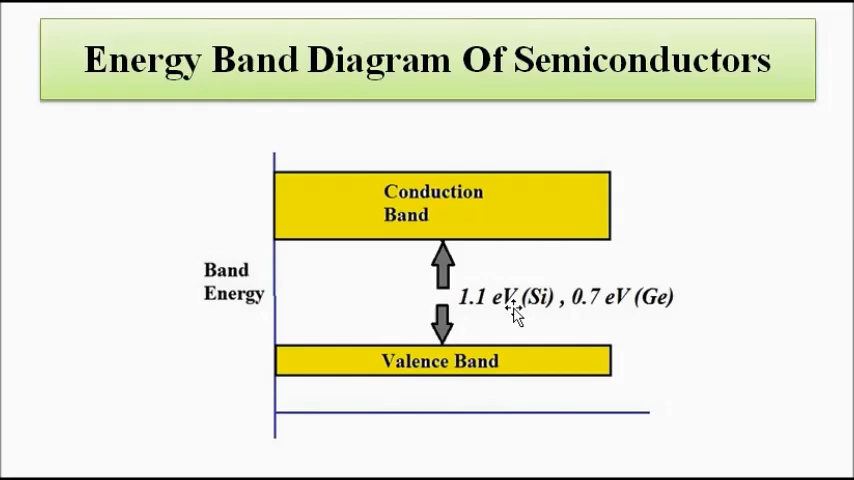 Energy Band Diagram Of Semiconductors
Conduction
Band
Band
Energy
1.1 eV (Si) , 0.7 eV (Ge)
Valence Band